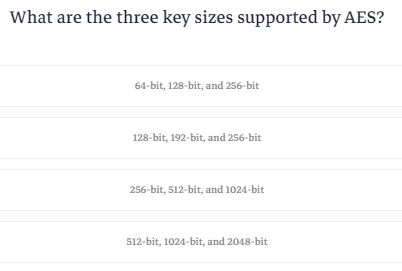 What are the three key sizes supported by AES?
64-bit, 128-bit, and 256-bit
128-bit, 192-bit, and 256-bit
256-bit, 512-bit, and 1024-bit
512-bit, 1024-bit, and 2048-bit